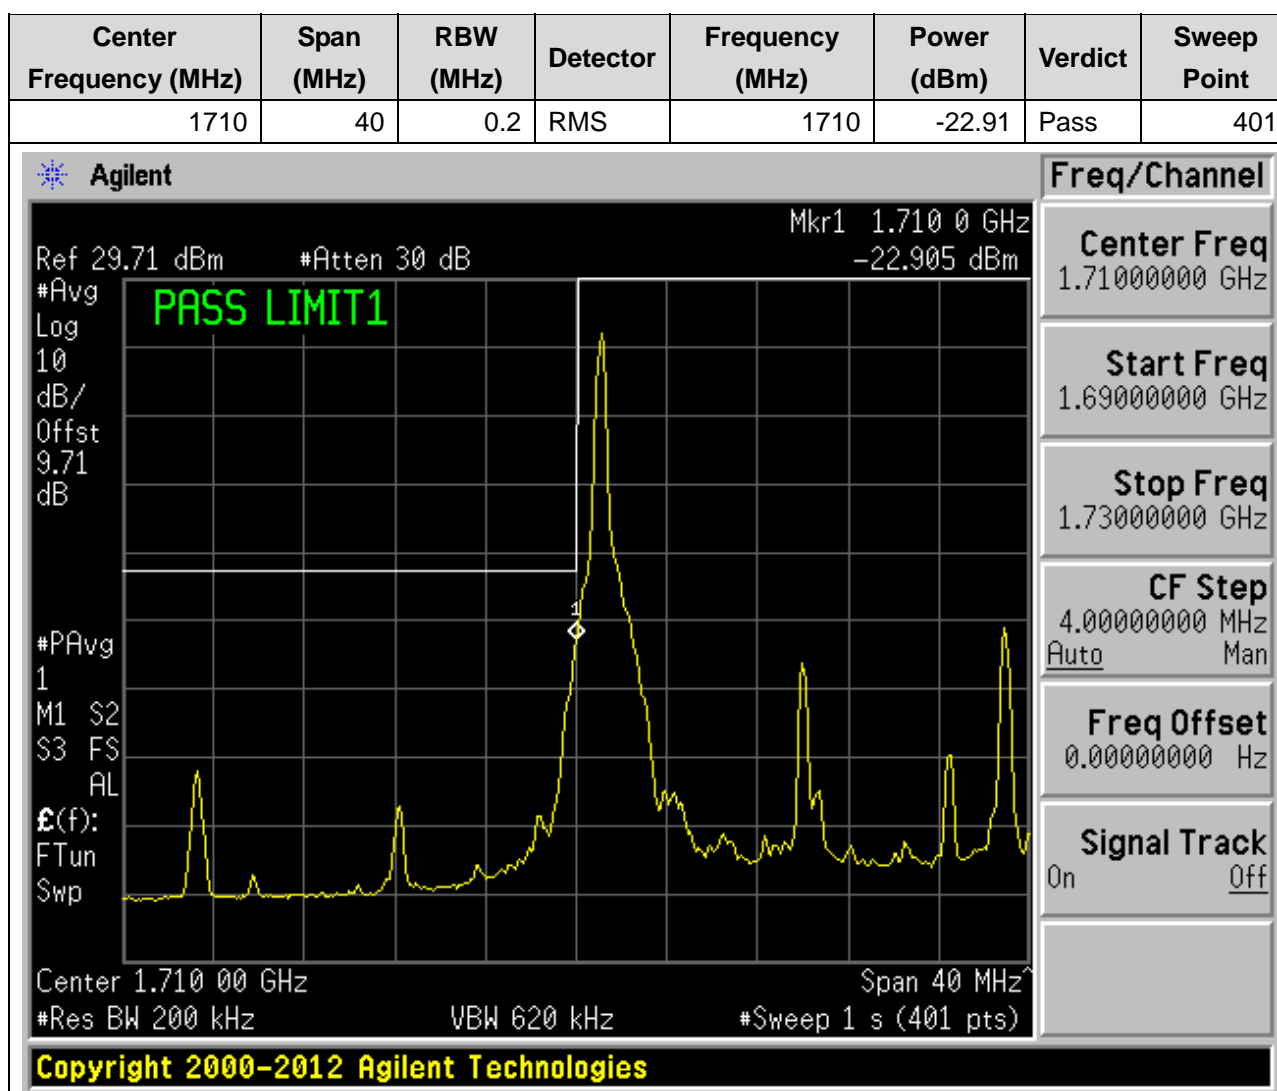 Center Frequency (MHz) Span (MHz) RBW (MHz) Detector Frequency (MHz) Power (dBm) Verdict Sweep Point
1710 40 0.2 RMS 1710 -22.91 Pass 401
Agilent
Freq/Channel
Mkr1 1.710 0 GHz
Ref 29.71 dBm #Atten 30 dB -22.905 dBm
#Avg
Log
10
dB/
Offst
9.71
dB
PASS LIMIT1
1
#PAvg
1
M1 S2
S3 FS
AL
£(f):
FTun
Swp
Center 1.710 00 GHz Span 40 MHz^
#Res BW 200 kHz VBW 620 kHz #Sweep 1 s (401 pts)
Center Freq
1.71000000 GHz
Start Freq
1.69000000 GHz
Stop Freq
1.73000000 GHz
CF Step
4.00000000 MHz
Auto Man
Freq Offset
0.00000000 Hz
Signal Track
On Off
Copyright 2000-2012 Agilent Technologies